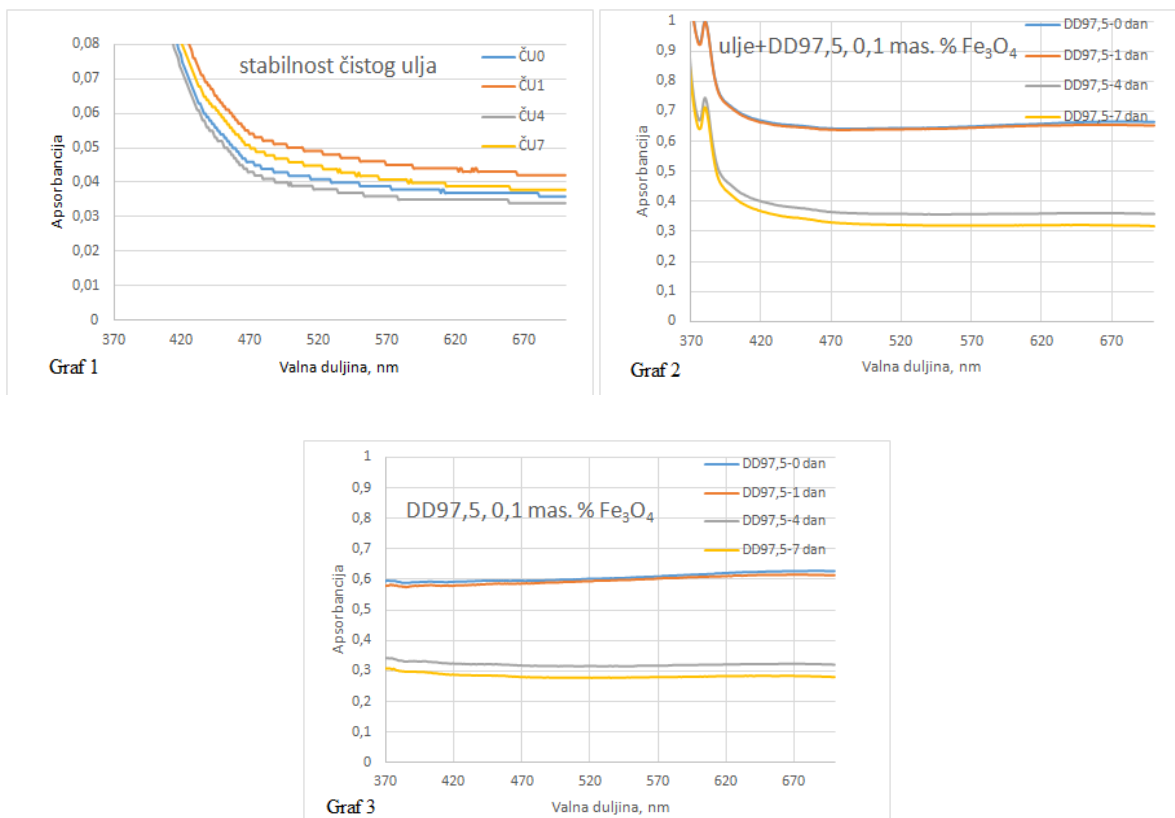 0,08
0,07
0,06
0,05
0,04
0,03
0,02
0,01
0
Apsorbancija
stabilnost čistog ulja
ČU0
ČU1
ČU4
ČU7
370 420 470 520 570 620 670
Valna duljina, nm
Graf 1
1
0,9
0,8
0,7
0,6
0,5
0,4
0,3
0,2
0,1
0
Apsorbancija
ulje+DD97,5, 0,1 mas. % Fe₃O₄
DD97,5-0 dan
DD97,5-1 dan
DD97,5-4 dan
DD97,5-7 dan
370 420 470 520 570 620 670
Valna duljina, nm
Graf 2
1
0,9
0,8
0,7
0,6
0,5
0,4
0,3
0,2
0,1
0
Apsorbancija
DD97,5, 0,1 mas. % Fe₃O₄
DD97,5-0 dan
DD97,5-1 dan
DD97,5-4 dan
DD97,5-7 dan
370 420 470 520 570 620 670
Valna duljina, nm
Graf 3